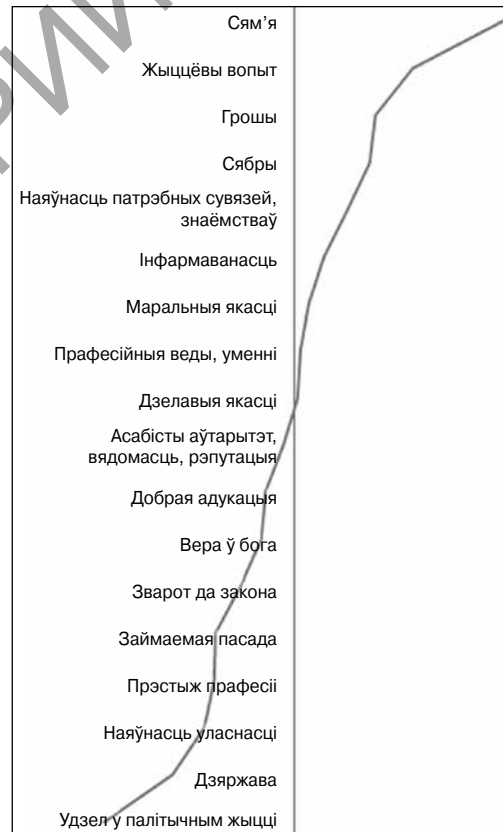 Сям’я
Жыццёвы вопыт
Грошы
Сябры
Наяўнасць патрэбных сувязей,
знаёмстваў
Інфармаванасць
Маральныя якасці
Прафесійныя веды, уменні
Дзелавыя якасці
Асабісты аўтарытэт,
вядомасць, рэпутацыя
Добрая адукацыя
Вера ў бога
Зварот да закона
Займаемая пасада
Прэстыж прафесіі
Наяўнасць уласнасці
Дзяржава
Удзел у палітычным жыцці